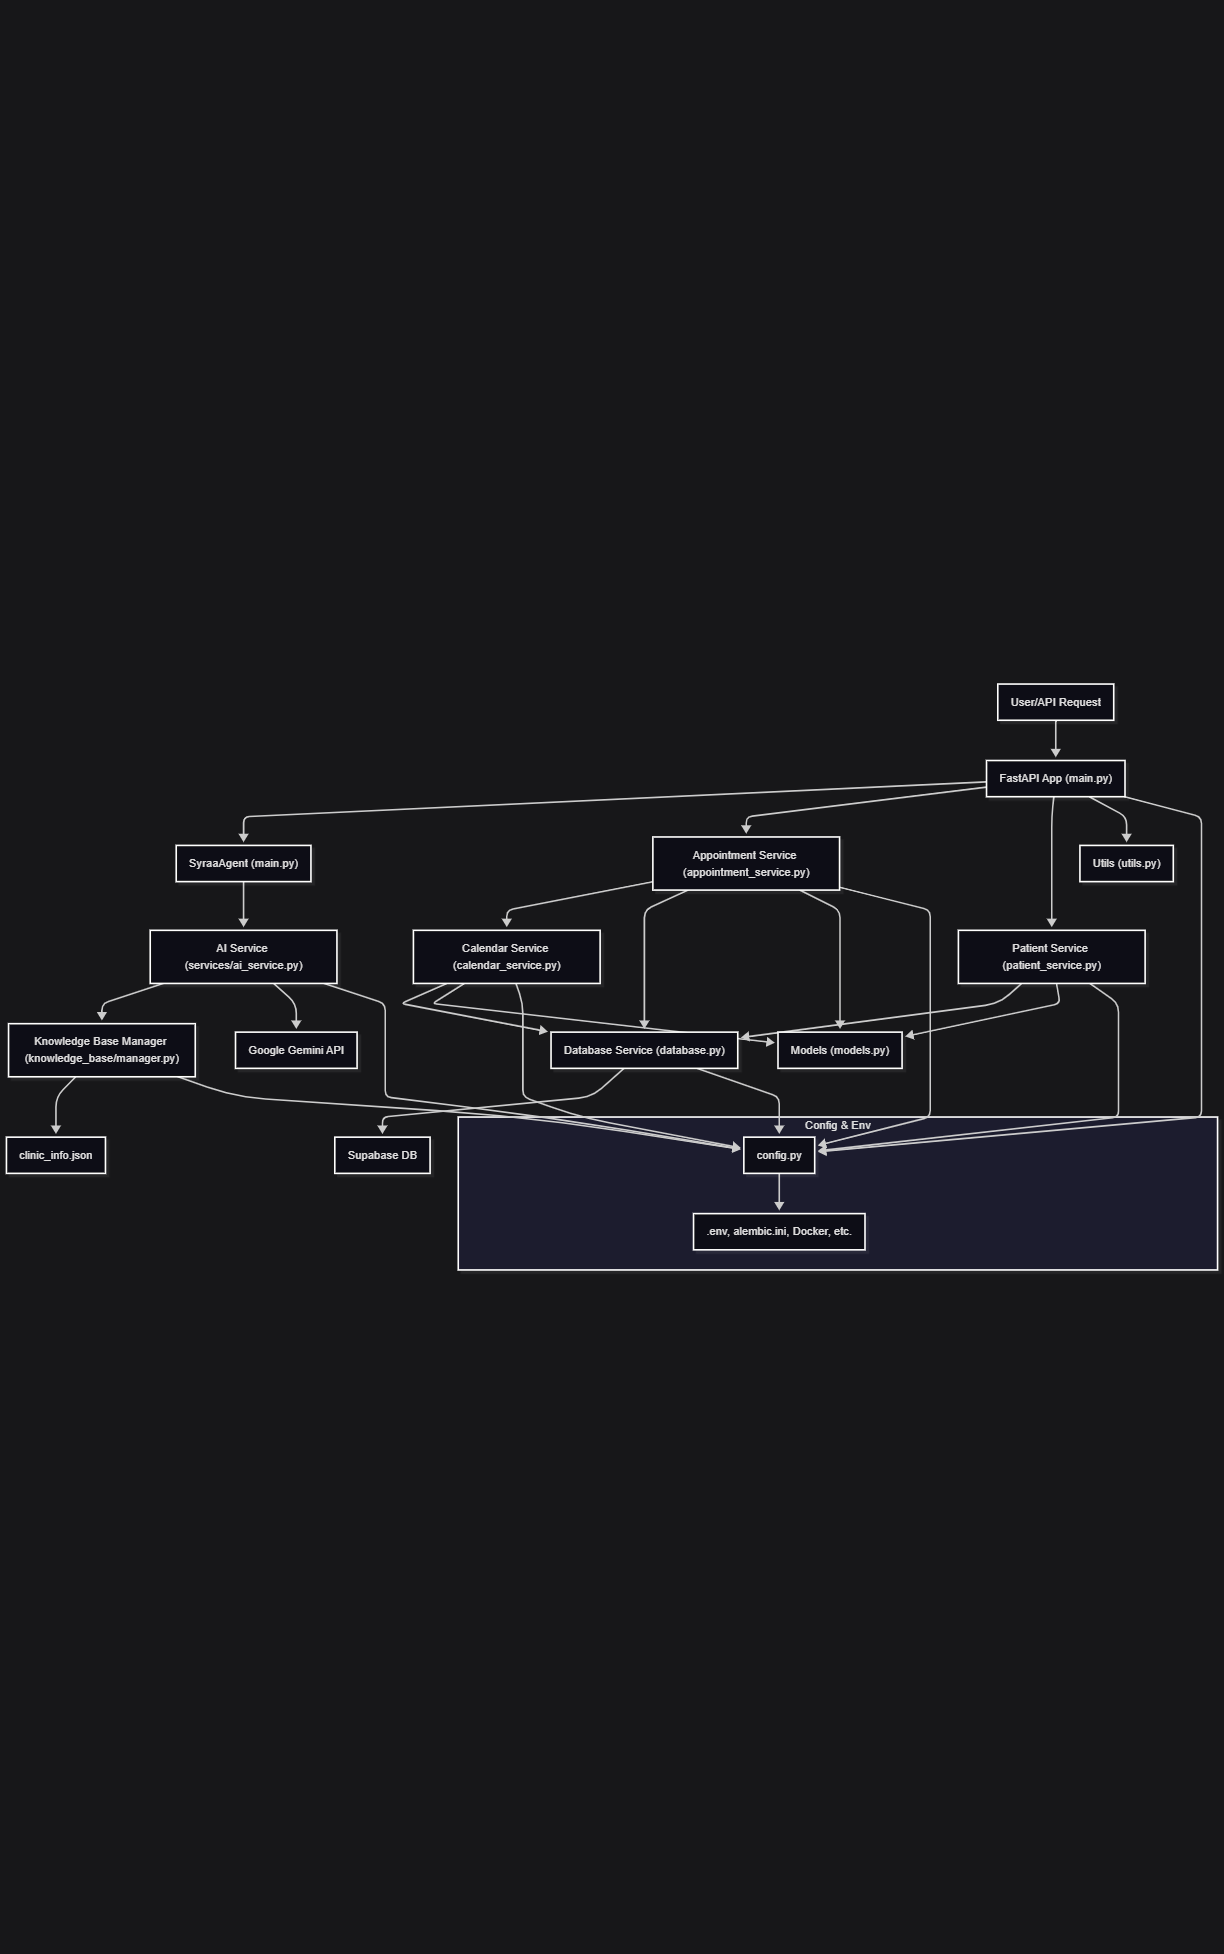 User/API Request
FastAPI App (main.py)
SyraaAgent (main.py)
Appointment Service
(appointment_service.py)
Utils (utils.py)
AI Service
(services/ai_service.py)
Calendar Service
(calendar_service.py)
Patient Service
(patient_service.py)
Knowledge Base Manager
(knowledge_base/manager.py)
Google Gemini API
Database Service (database.py)
Models (models.py)
clinic_info.json
Supabase DB
Config & Env
config.py
.env, alembic.ini, Docker, etc.